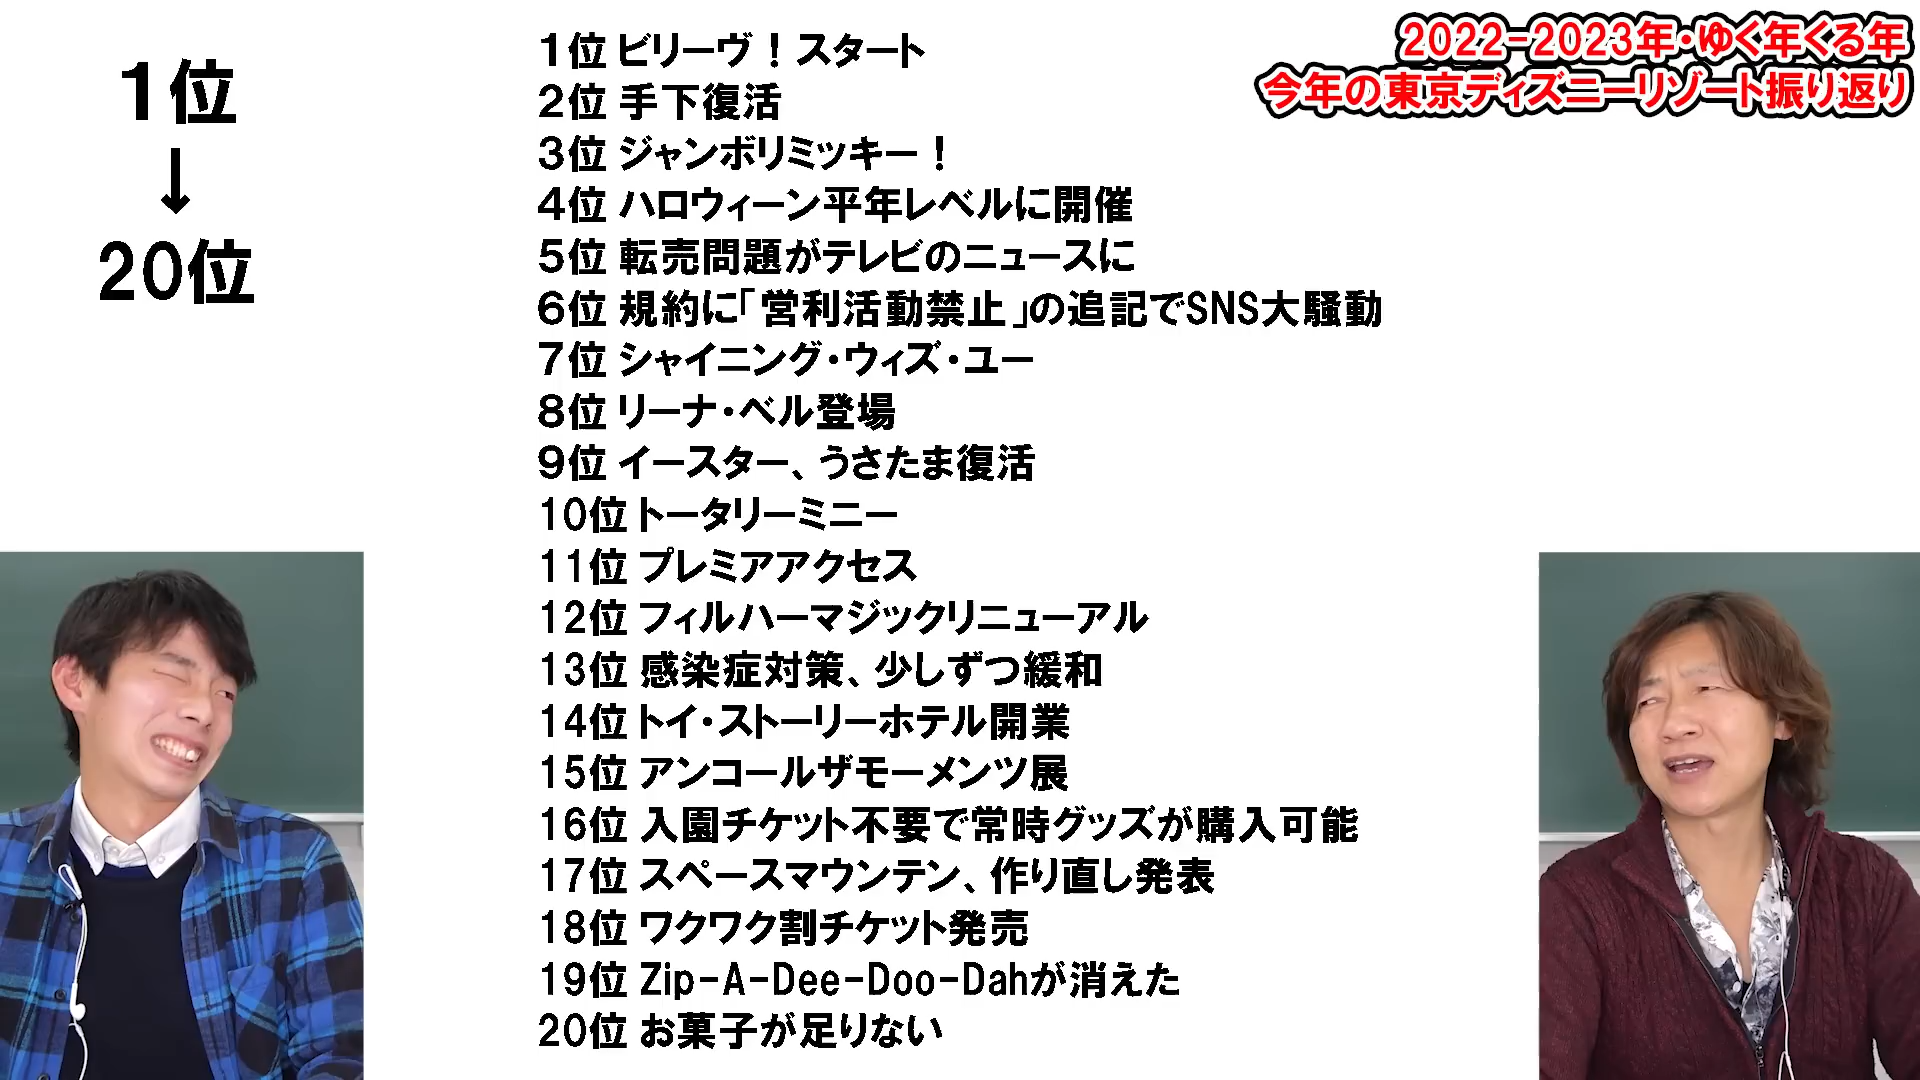 2022-2023年・ゆく年くる年
今年の東京ディズニーリゾート振り返り
1位
↓
20位
1位 ビリーヴ！スタート
2位 手下復活
3位 ジャンボリミッキー！
4位 ハロウィーン平年レベルに開催
5位 転売問題がテレビのニュースに
6位 規約に「営利活動禁止」の追記でSNS大騒動
7位 シャイニング・ウィズ・ユー
8位 リーナ・ベル登場
9位 イースター、うさたま復活
10位 トータリーミニー
11位 プレミアアクセス
12位 フィルハーマジックリニューアル
13位 感染症対策、少しずつ緩和
14位 トイ・ストーリーホテル開業
15位 アンコールザモーメンツ展
16位 入園チケット不要で常時グッズが購入可能
17位 スペースマウンテン、作り直し発表
18位 ワクワク割チケット発売
19位 Zip-A-Dee-Doo-Dahが消えた
20位 お菓子が足りない